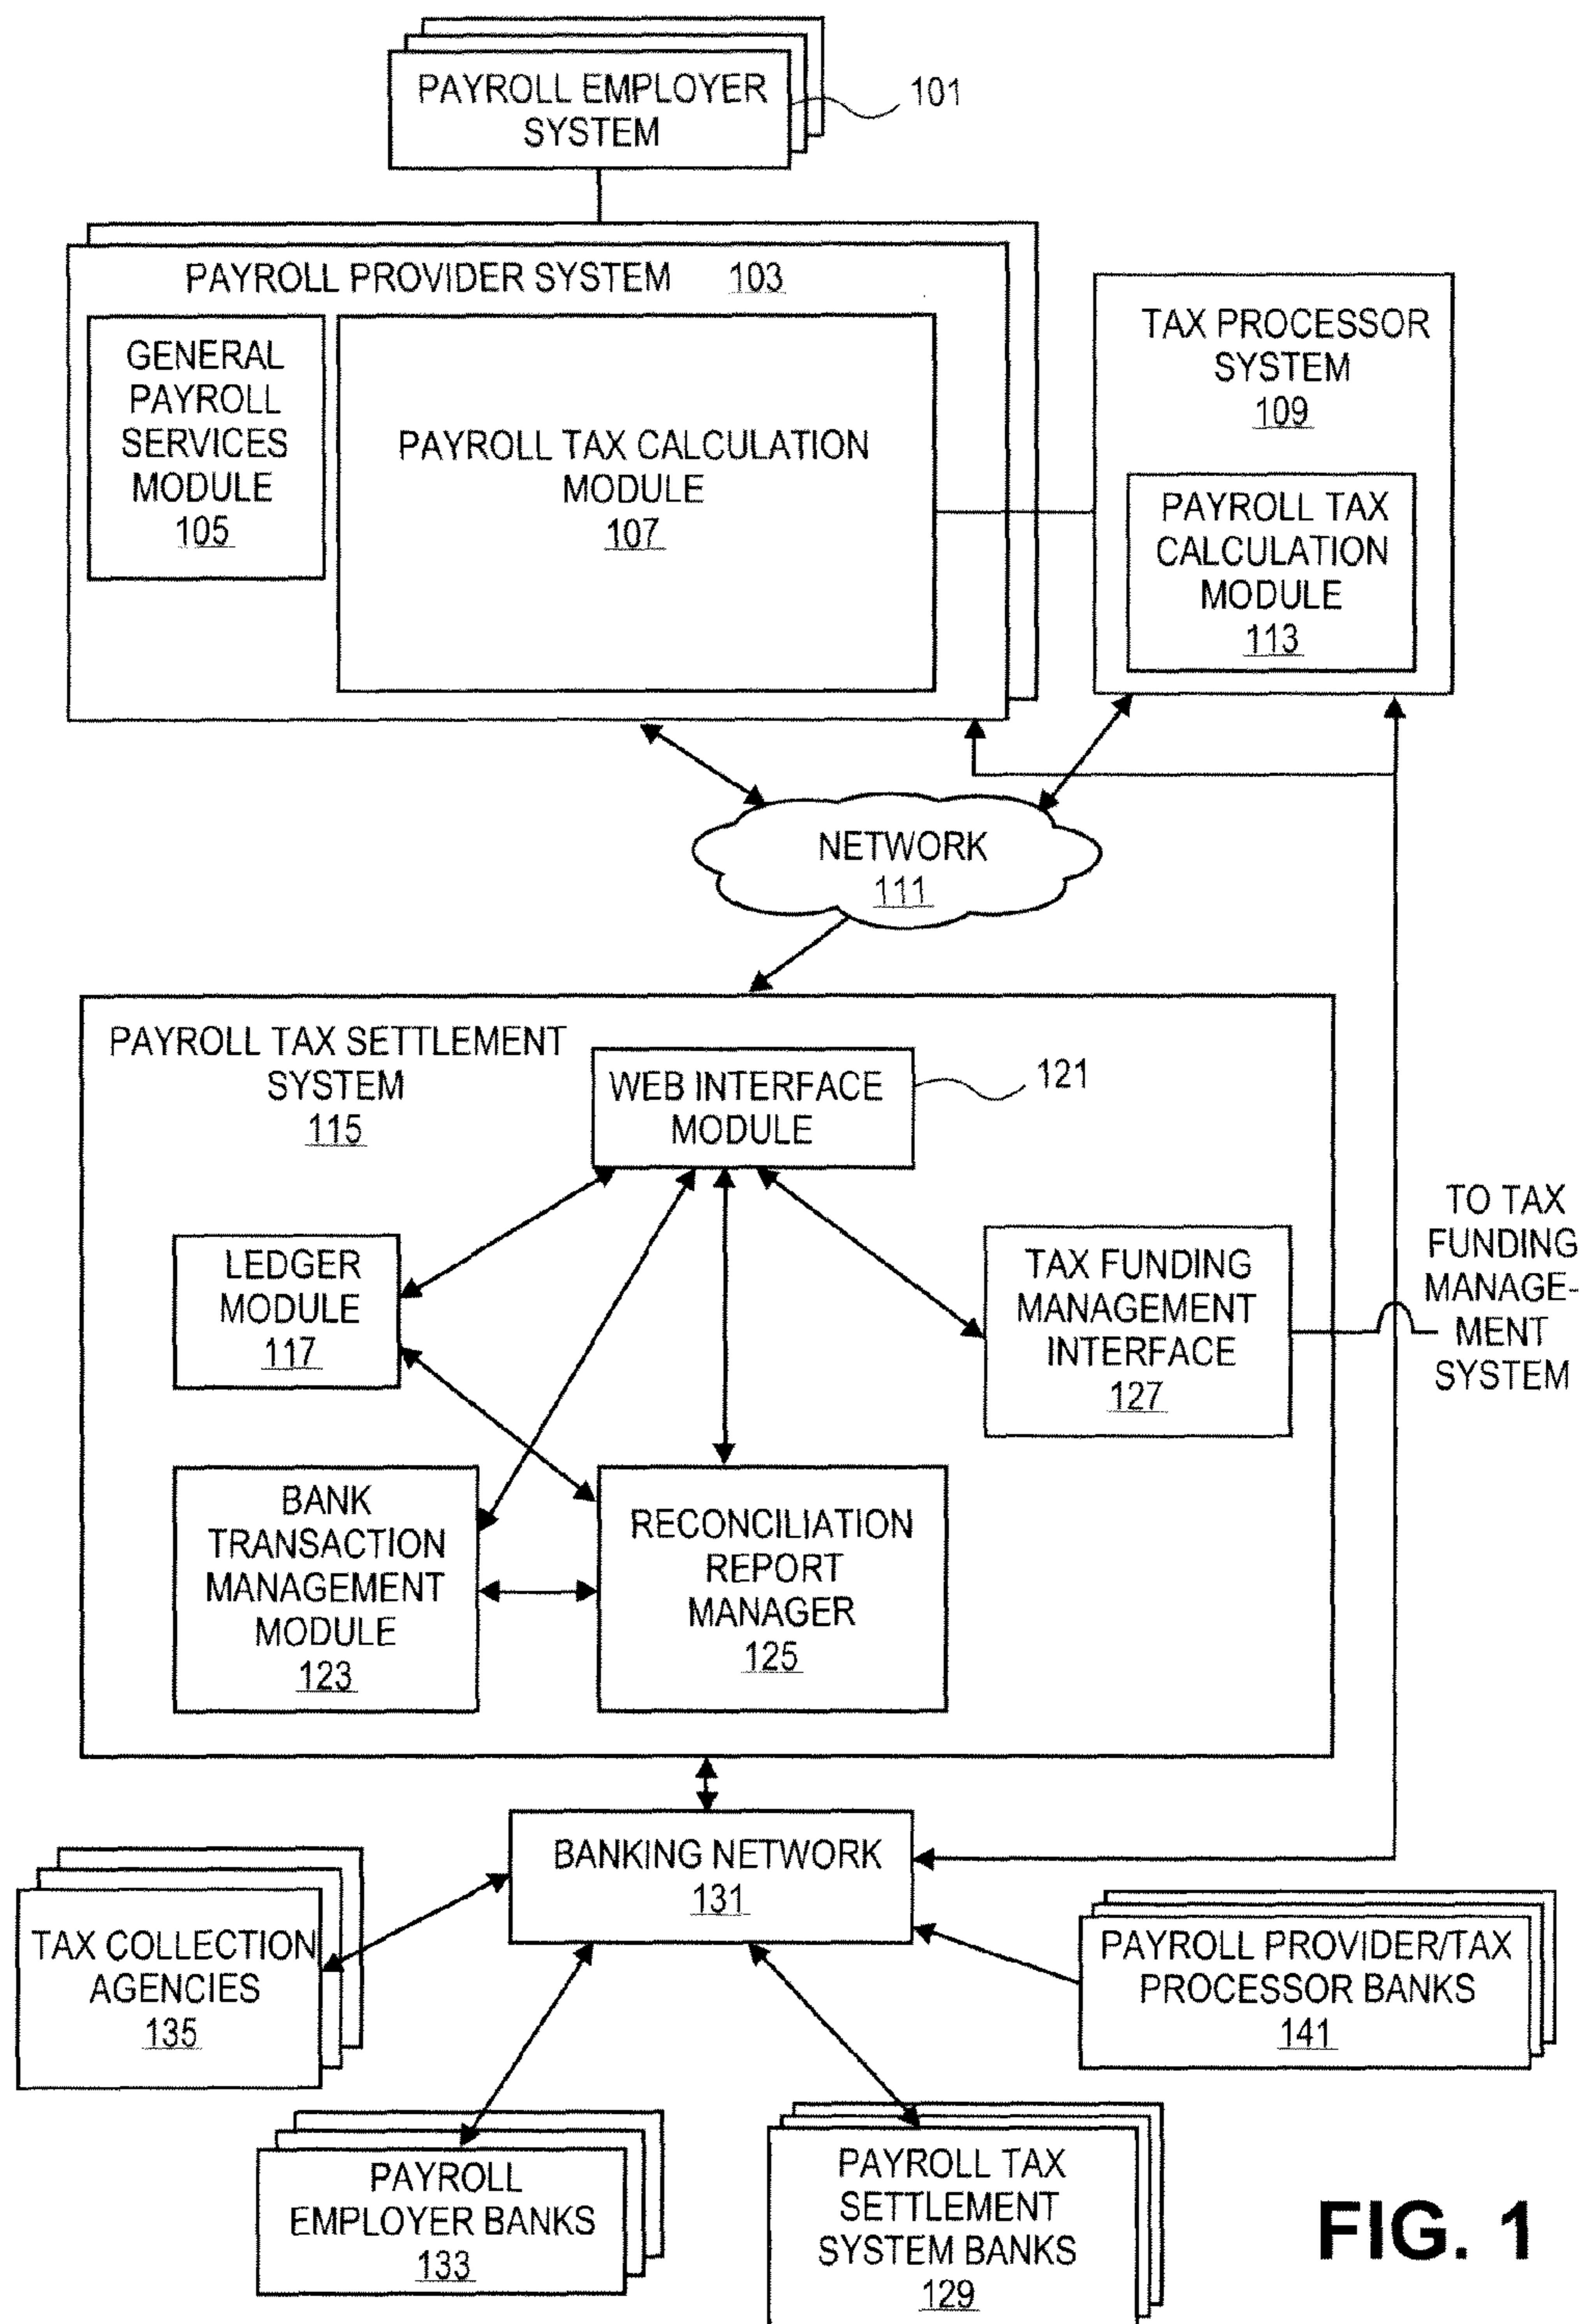 PAYROLL EMPLOYER
SYSTEM
101
PAYROLL PROVIDER SYSTEM 103
GENERAL
PAYROLL
SERVICES
MODULE
105
PAYROLL TAX CALCULATION
MODULE
107
TAX PROCESSOR
SYSTEM
109
PAYROLL TAX
CALCULATION
MODULE
113
NETWORK
111
PAYROLL TAX SETTLEMENT
SYSTEM
115
WEB INTERFACE
MODULE
121
LEDGER
MODULE
117
TAX FUNDING
MANAGEMENT
INTERFACE
127
TO TAX
FUNDING
MANAGE-
MENT
SYSTEM
BANK
TRANSACTION
MANAGEMENT
MODULE
123
RECONCILIATION
REPORT
MANAGER
125
BANKING NETWORK
131
TAX COLLECTION
AGENCIES
135
PAYROLL PROVIDER/TAX
PROCESSOR BANKS
141
PAYROLL
EMPLOYER BANKS
133
PAYROLL TAX
SETTLEMENT
SYSTEM BANKS
129
FIG. 1